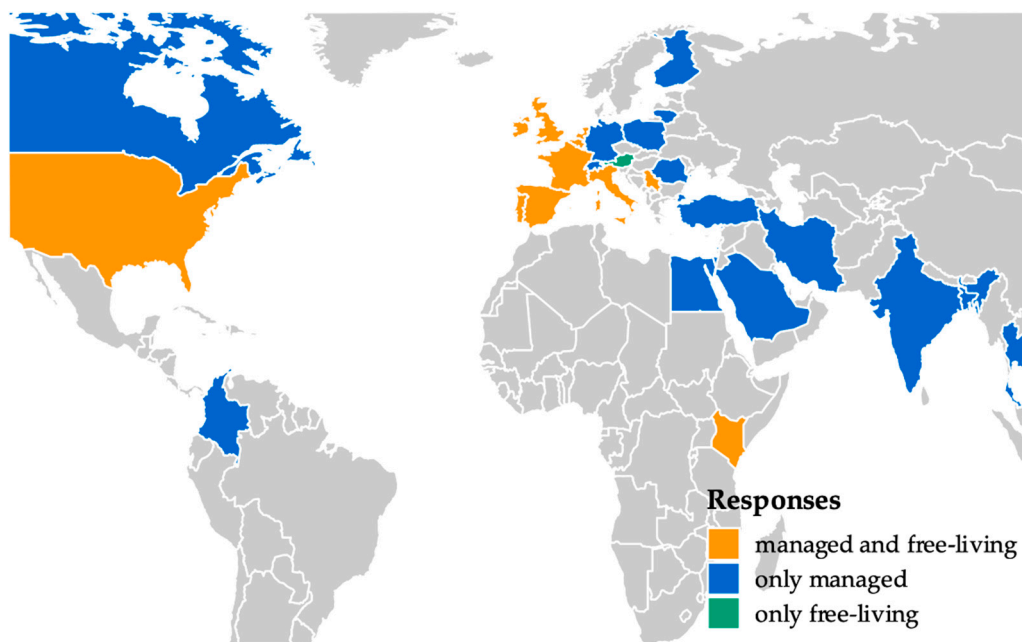 Responses
managed and free-living
only managed
only free-living